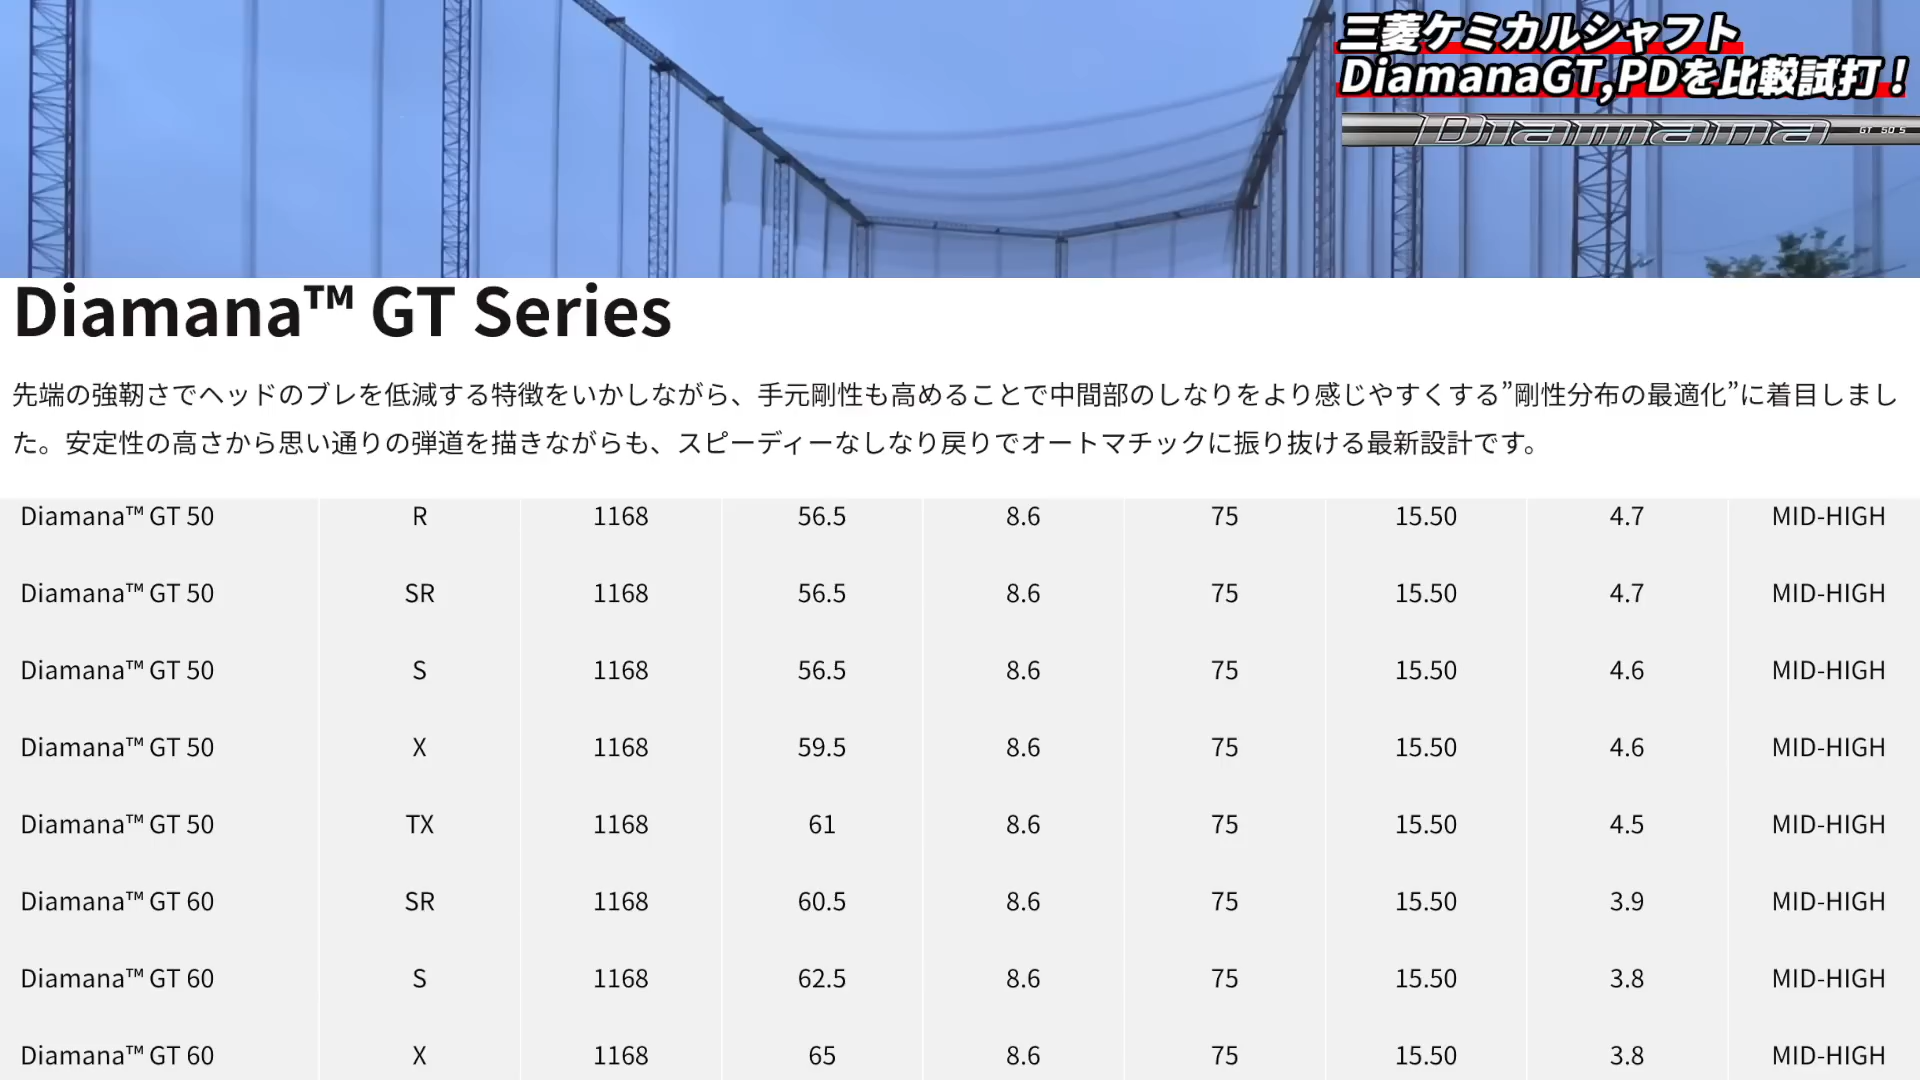 三菱ケミカルシャフト
DiamanaGT,PDを比較試打！
Diamana GT 50 S
Diamana™ GT Series
先端の強靭さでヘッドのブレを低減する特徴をいかしながら、手元剛性も高めることで中間部のしなりをより感じやすくする”剛性分布の最適化”に着目しまし
た。安定性の高さから思い通りの弾道を描きながらも、スピーディーなしなり戻りでオートマチックに振り抜ける最新設計です。
Diamana™ GT 50 R 1168 56.5 8.6 75 15.50 4.7 MID-HIGH
Diamana™ GT 50 SR 1168 56.5 8.6 75 15.50 4.7 MID-HIGH
Diamana™ GT 50 S 1168 56.5 8.6 75 15.50 4.6 MID-HIGH
Diamana™ GT 50 X 1168 59.5 8.6 75 15.50 4.6 MID-HIGH
Diamana™ GT 50 TX 1168 61 8.6 75 15.50 4.5 MID-HIGH
Diamana™ GT 60 SR 1168 60.5 8.6 75 15.50 3.9 MID-HIGH
Diamana™ GT 60 S 1168 62.5 8.6 75 15.50 3.8 MID-HIGH
Diamana™ GT 60 X 1168 65 8.6 75 15.50 3.8 MID-HIGH